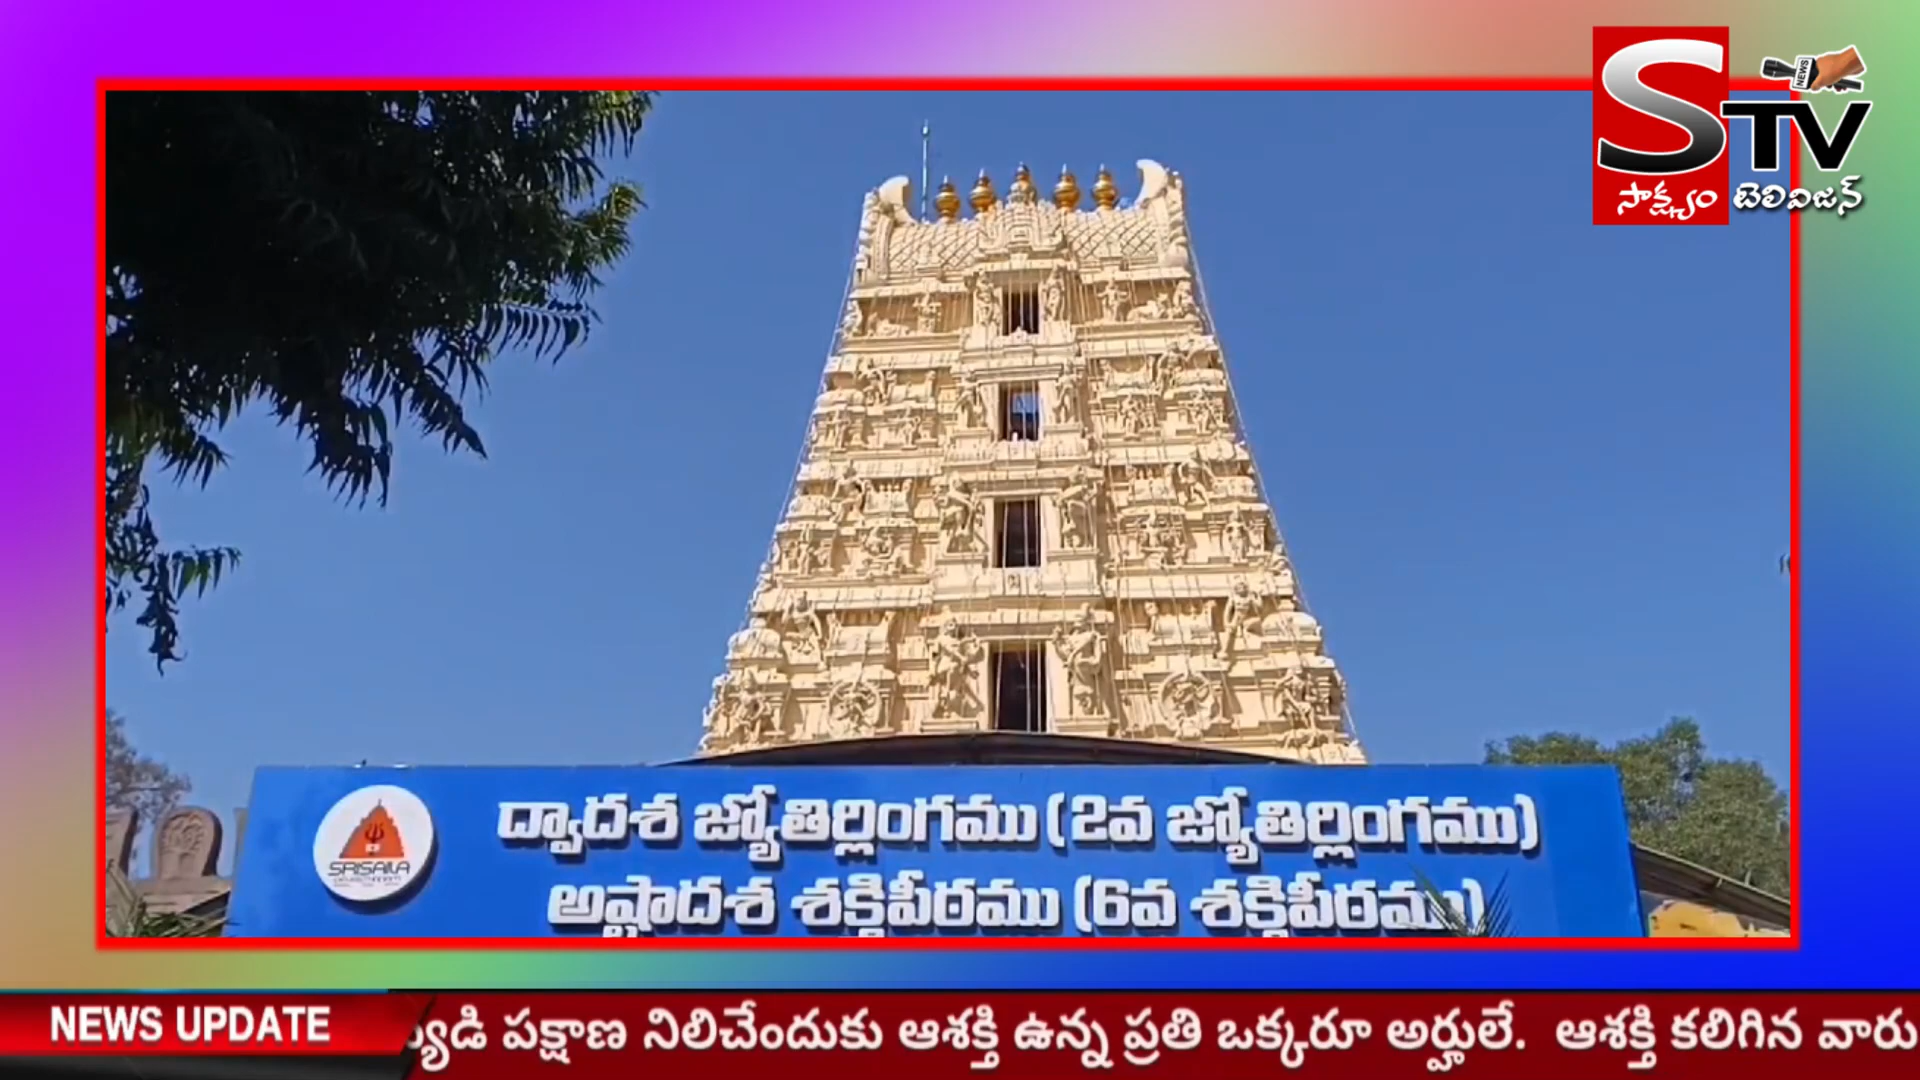 STV
NEWS
సాక్ష్యం టెలివిజన్
ద్వాదశ జ్యోతిర్లింగము (2వ జ్యోతిర్లింగము)
SRISAILA
అష్టాదశ శక్తిపీఠము (6వ శక్తిపీఠము)
NEWS UPDATE
పక్షాణ నిలిచేందుకు ఆశక్తి ఉన్న ప్రతి ఒక్కరూ అర్హులే. ఆశక్తి కలిగిన వారు